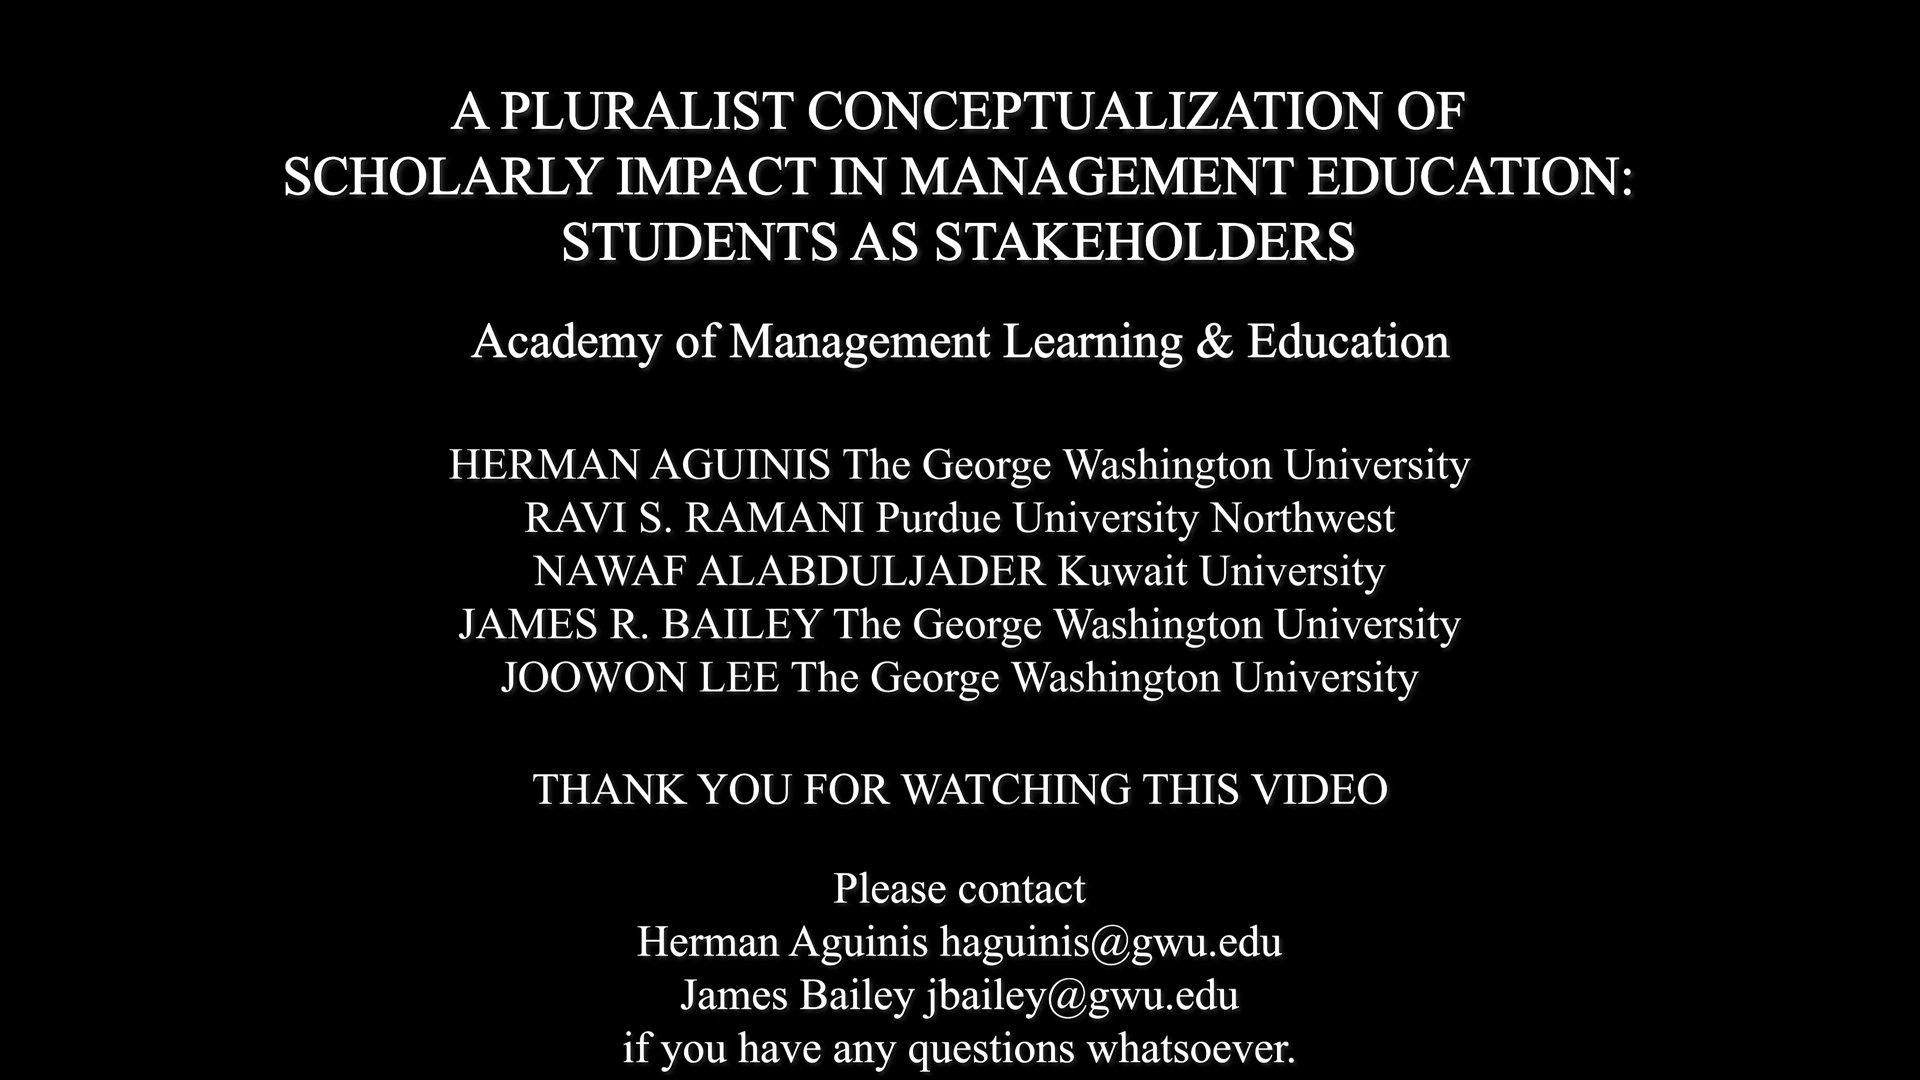 A PLURALIST CONCEPTUALIZATION OF
SCHOLARLY IMPACT IN MANAGEMENT EDUCATION:
STUDENTS AS STAKEHOLDERS
Academy of Management Learning & Education
HERMAN AGUINIS The George Washington University
RAVI S. RAMANI Purdue University Northwest
NAWAF ALABDULJADER Kuwait University
JAMES R. BAILEY The George Washington University
JOOWON LEE The George Washington University
THANK YOU FOR WATCHING THIS VIDEO
Please contact
Herman Aguinis haguinis@gwu.edu
James Bailey jbailey@gwu.edu
if you have any questions whatsoever.